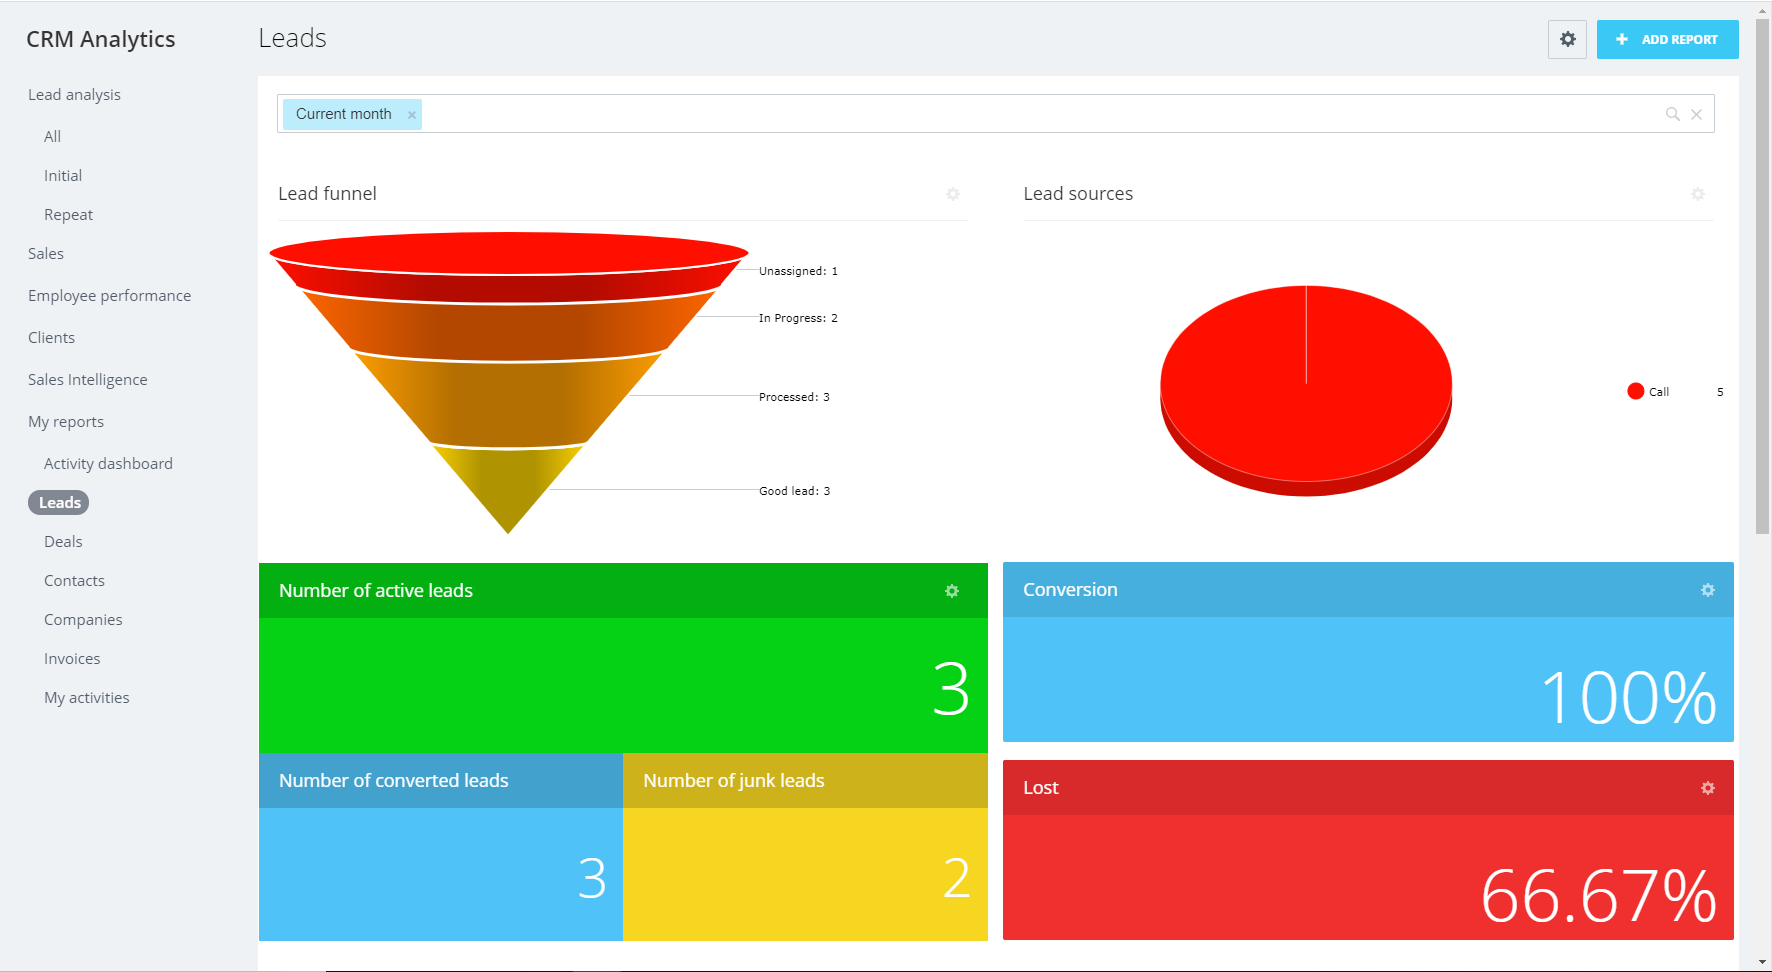 CRM Analytics
Lead analysis
All
Initial
Repeat
Sales
Employee performance
Clients
Sales Intelligence
My reports
Activity dashboard
Leads
Deals
Contacts
Companies
Invoices
My activities
Leads
ADD REPORT
Current month
Lead funnel
Unassigned: 1
In Progress: 2
Processed: 3
Good lead: 3
Lead sources
Call 5
Number of active leads
3
Conversion
100%
Number of converted leads
3
Number of junk leads
2
Lost
66.67%